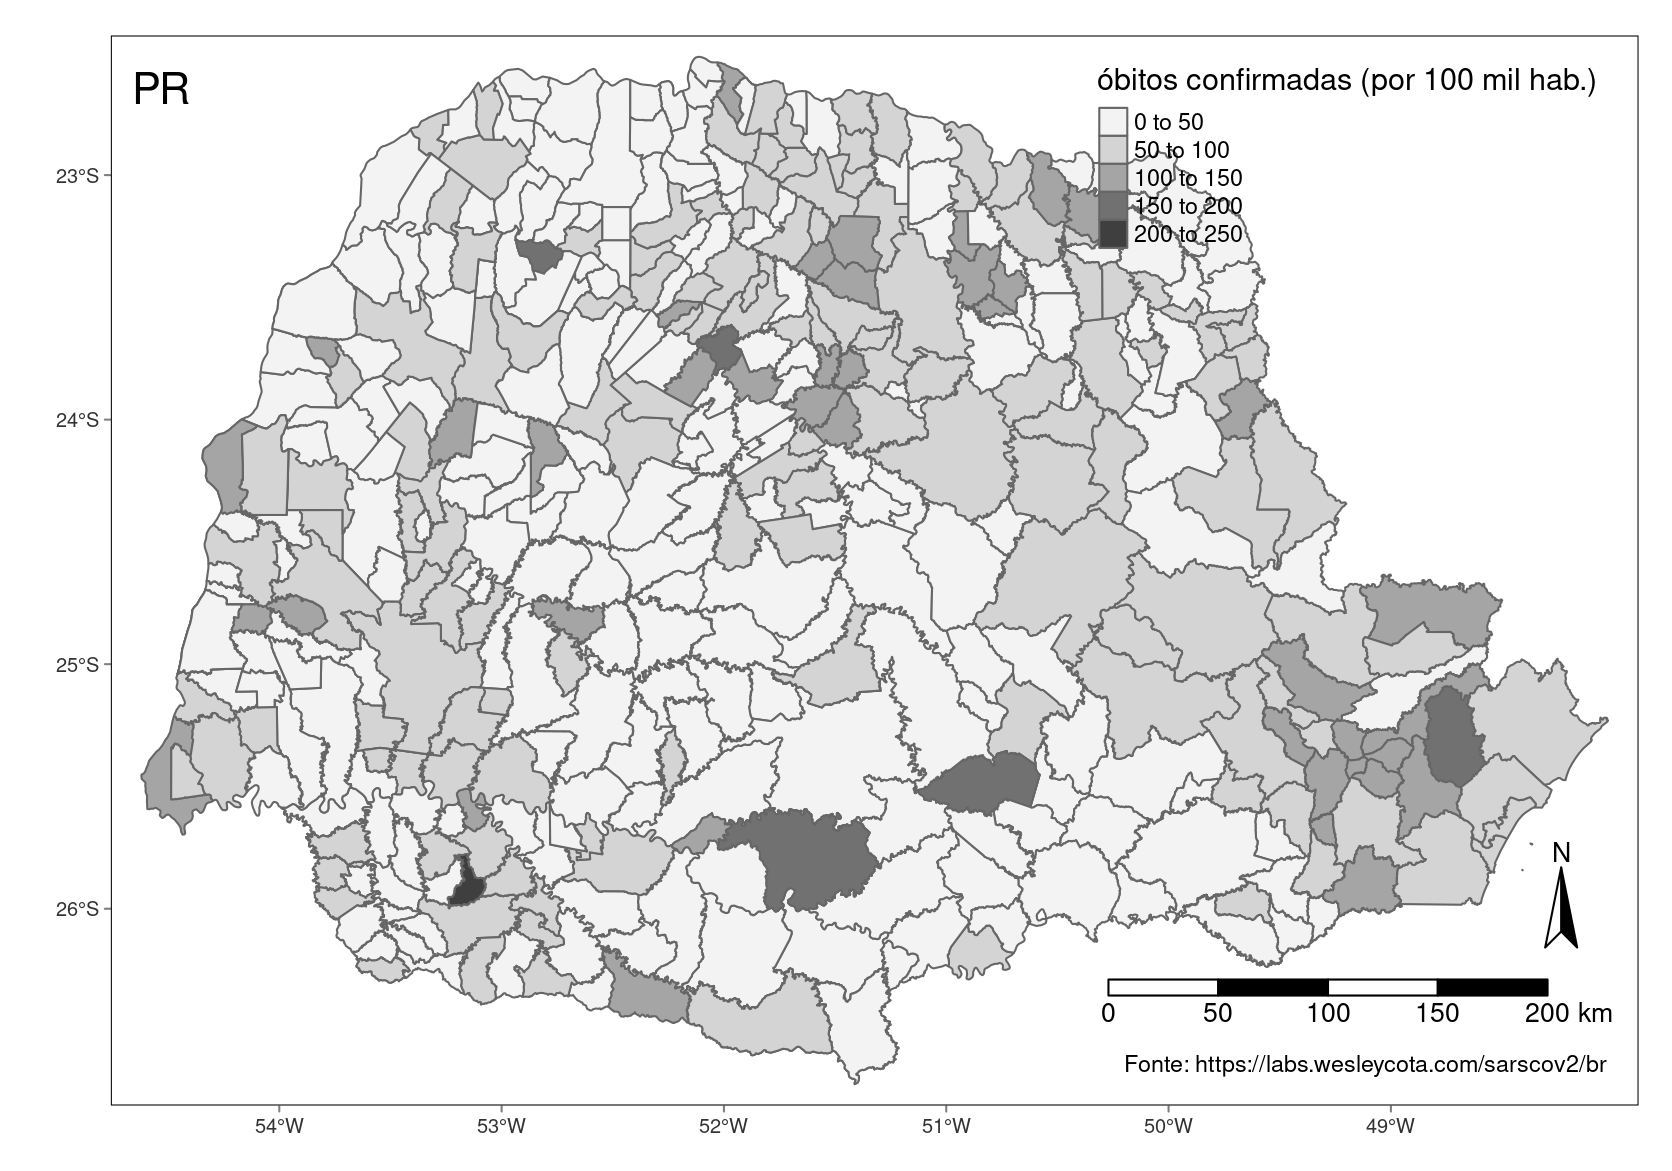 PR
óbitos confirmadas (por 100 mil hab.)
0 to 50
50 to 100
100 to 150
150 to 200
200 to 250
23°S
24°S
25°S
26°S
N
0 50 100 150 200 km
Fonte: https://labs.wesleycota.com/sarscov2/br
54°W 53°W 52°W 51°W 50°W 49°W